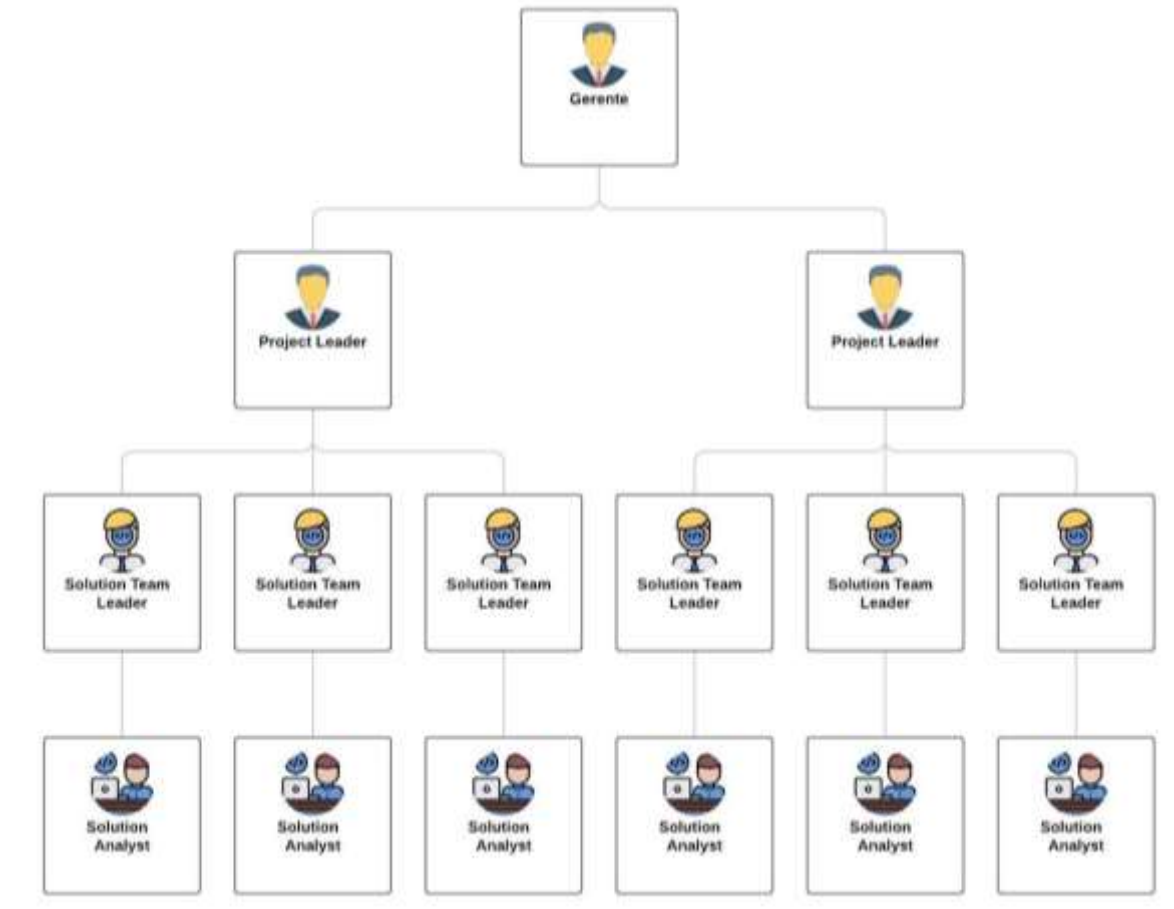 Gerente
Project Leader
Project Leader
Solution Team
Leader
Solution Team
Leader
Solution Team
Leader
Solution Team
Leader
Solution Team
Leader
Solution Team
Leader
Solution
Analyst
Solution
Analyst
Solution
Analyst
Solution
Analyst
Solution
Analyst
Solution
Analyst